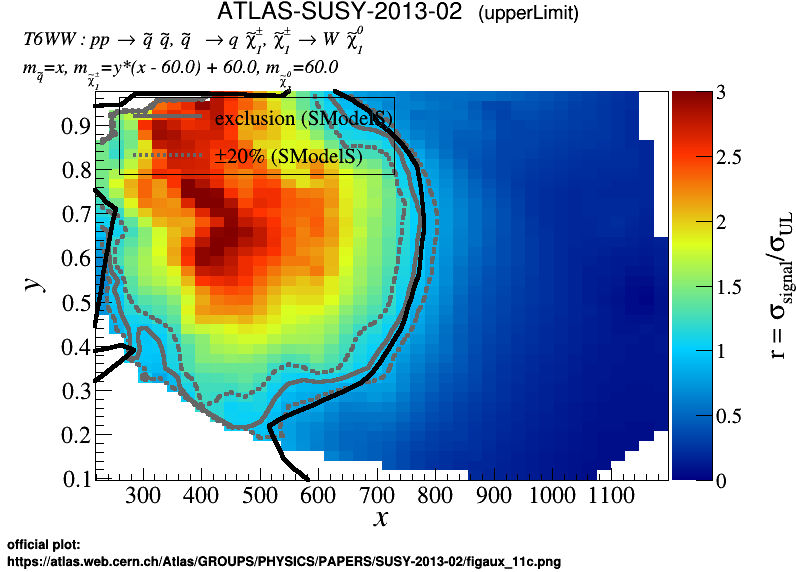 ATLAS-SUSY-2013-02 (upperLimit)
T6WW : pp → q̃ q̃, q̃ → q χ̃₁±, χ̃₁± → W χ̃₁⁰
m_q̃=x, m_χ̃₁±=y*(x - 60.0) + 60.0, m_χ̃₁⁰=60.0
exclusion (SModelS)
±20% (SModelS)
0.9
0.8
0.7
0.6
0.5
0.4
0.3
0.2
0.1
y
300 400 500 600 700 800 900 1000 1100
x
3
2.5
2
1.5
1
0.5
0
r = σ_signal/σ_UL
official plot:
https://atlas.web.cern.ch/Atlas/GROUPS/PHYSICS/PAPERS/SUSY-2013-02/figaux_11c.png